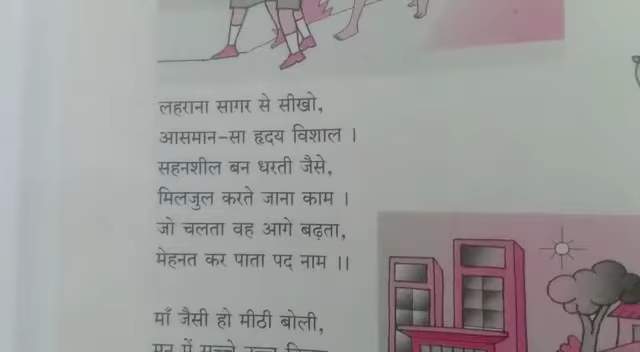 लहराना सागर से सीखो,
आसमान-सा हृदय विशाल ।
सहनशील बन धरती जैसे,
मिलजुल करते जाना काम ।
जो चलता वह आगे बढ़ता,
मेहनत कर पाता पद नाम ।।
माँ जैसी हो मीठी बोली,